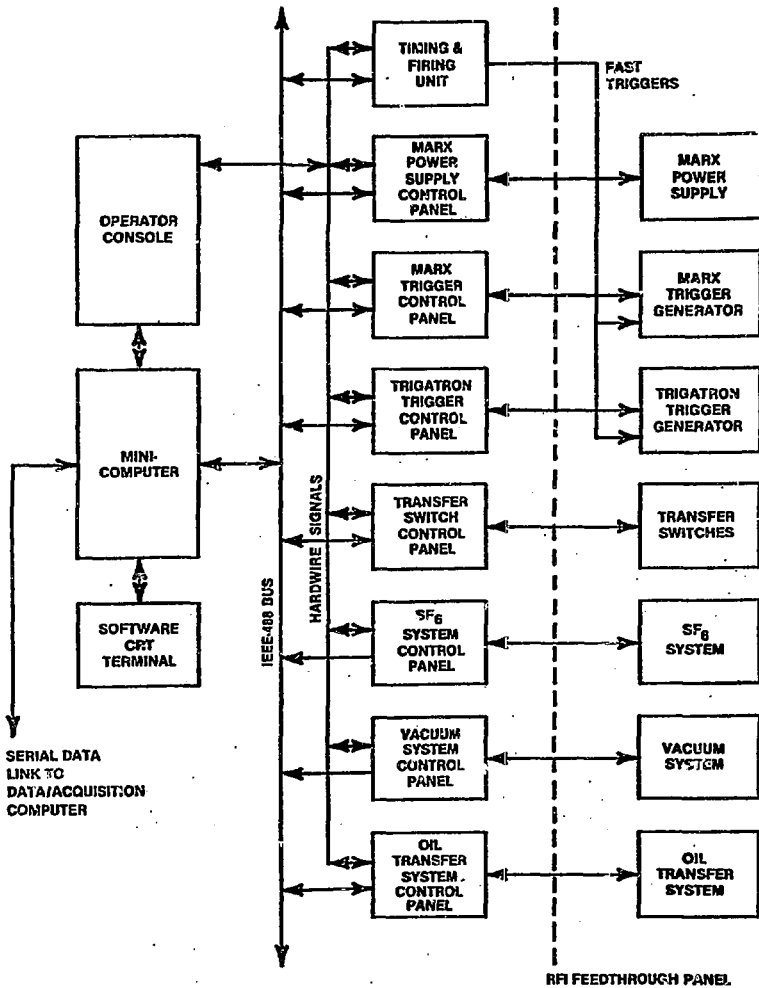 TIMING &
FIRING
UNIT
FAST
TRIGGERS
OPERATOR
CONSOLE
MARX
POWER
SUPPLY
CONTROL
PANEL
MARX
POWER
SUPPLY
MARX
TRIGGER
CONTROL
PANEL
MARX
TRIGGER
GENERATOR
MINI-
COMPUTER
TRIGATRON
TRIGGER
CONTROL
PANEL
TRIGATRON
TRIGGER
GENERATOR
IEEE-488 BUS
HARDWIRE SIGNALS
TRANSFER
SWITCH
CONTROL
PANEL
TRANSFER
SWITCHES
SOFTWARE
CRT
TERMINAL
SF6
SYSTEM
CONTROL
PANEL
SF6
SYSTEM
SERIAL DATA
LINK TO
DATA/ACQUISITION
COMPUTER
VACUUM
SYSTEM
CONTROL
PANEL
VACUUM
SYSTEM
OIL
TRANSFER
SYSTEM
CONTROL
PANEL
OIL
TRANSFER
SYSTEM
RFI FEEDTHROUGH PANEL